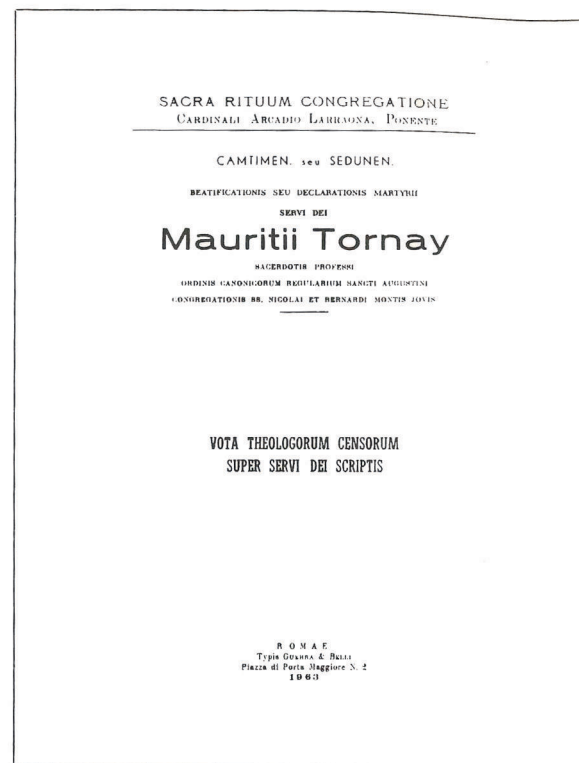 SACRA RITUUM CONGREGATIONE
CARDINALI ARCADIO LARRAONA, PONENTE
CAMTIMEN. seu SEDUNEN.
BEATIFICATIONIS SEU DECLARATIONIS MARTYRII
SERVI DEI
Mauritii Tornay
SACERDOTIS PROFESSI
ORDINIS CANONICORUM REGULARIUM SANCTI AUGUSTINI
CONGREGATIONIS SS. NICOLAI ET BERNARDI MONTIS JOVIS
VOTA THEOLOGORUM CENSORUM
SUPER SERVI DEI SCRIPTIS
ROMAE
Typis GUERRA & BELLI
Piazza di Porta Maggiore N. 2
1963